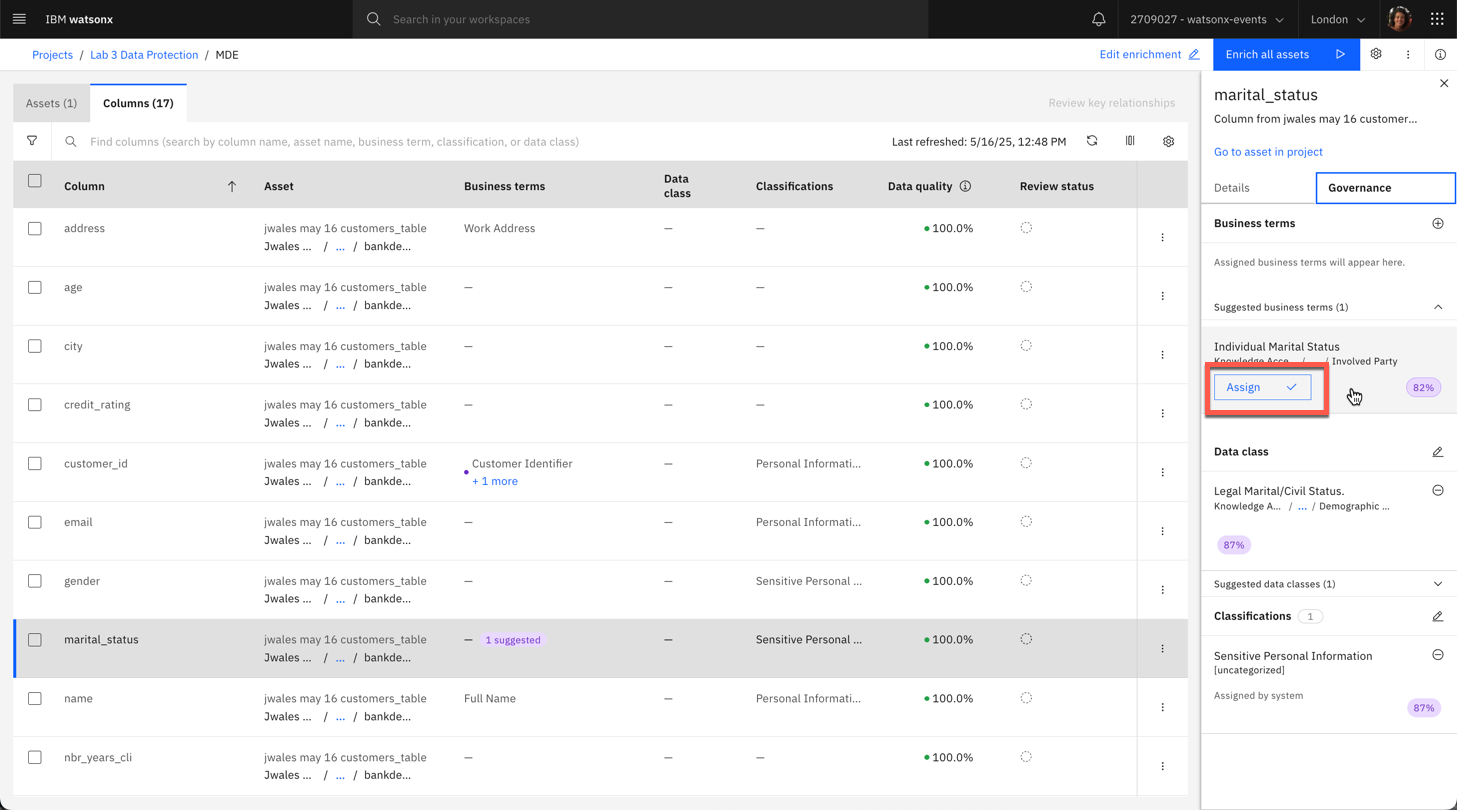 IBM watsonx
Search in your workspaces
2709027 - watsonx-events
London
Projects / Lab 3 Data Protection / MDE
Edit enrichment
Enrich all assets
Assets (1)
Columns (17)
Review key relationships
Find columns (search by column name, asset name, business term, classification, or data class)
Last refreshed: 5/16/25, 12:48 PM
Column
Asset
Business terms
Data
class
Classifications
Data quality
Review status
address
jwales may 16 customers_table
Jwales ... / ... / bankde...
Work Address
—
—
100.0%
age
jwales may 16 customers_table
Jwales ... / ... / bankde...
—
—
—
100.0%
city
jwales may 16 customers_table
Jwales ... / ... / bankde...
—
—
—
100.0%
credit_rating
jwales may 16 customers_table
Jwales ... / ... / bankde...
—
—
—
100.0%
customer_id
jwales may 16 customers_table
Jwales ... / ... / bankde...
Customer Identifier
+ 1 more
—
Personal Informati...
100.0%
email
jwales may 16 customers_table
Jwales ... / ... / bankde...
—
—
Personal Informati...
100.0%
gender
jwales may 16 customers_table
Jwales ... / ... / bankde...
—
—
Sensitive Personal ...
100.0%
marital_status
jwales may 16 customers_table
Jwales ... / ... / bankde...
— 1 suggested
—
Sensitive Personal ...
100.0%
name
jwales may 16 customers_table
Jwales ... / ... / bankde...
Full Name
—
Personal Informati...
100.0%
nbr_years_cli
jwales may 16 customers_table
Jwales ... / ... / bankde...
—
—
—
100.0%
marital_status
Column from jwales may 16 customer...
Go to asset in project
Details
Governance
Business terms
Assigned business terms will appear here.
Suggested business terms (1)
Individual Marital Status
Knowledge Acce... / ... / Involved Party
Assign
82%
Data class
Legal Marital/Civil Status.
Knowledge A... / ... / Demographic ...
87%
Suggested data classes (1)
Classifications 1
Sensitive Personal Information
[uncategorized]
Assigned by system
87%